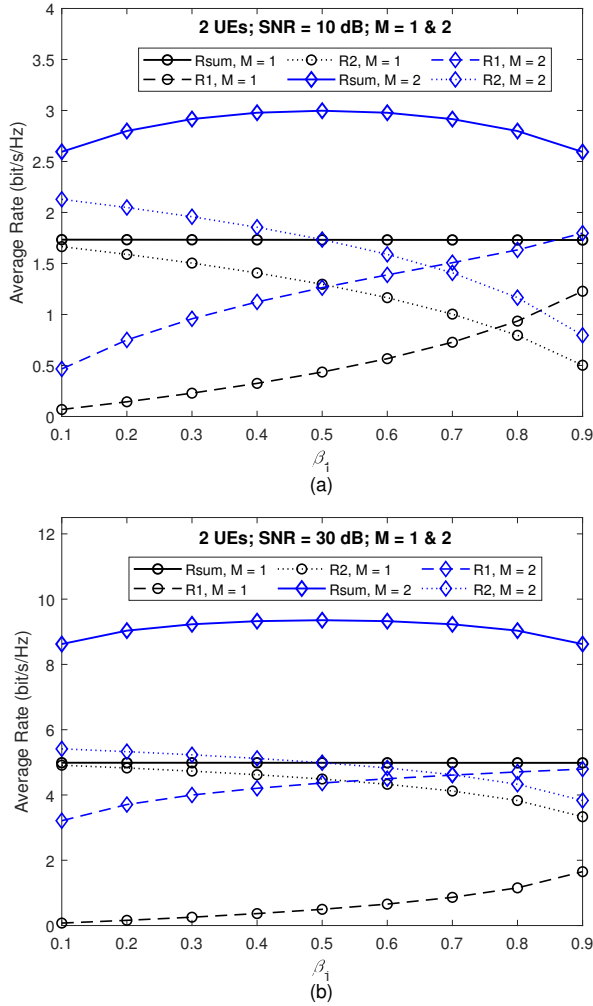 2 UEs; SNR = 10 dB; M = 1 & 2
Rsum, M = 1
R1, M = 1
R2, M = 1
Rsum, M = 2
R1, M = 2
R2, M = 2
4
3.5
3
2.5
2
1.5
1
0.5
0
Average Rate (bit/s/Hz)
0.1 0.2 0.3 0.4 0.5 0.6 0.7 0.8 0.9
β1
(a)
2 UEs; SNR = 30 dB; M = 1 & 2
Rsum, M = 1
R1, M = 1
R2, M = 1
Rsum, M = 2
R1, M = 2
R2, M = 2
12
10
8
6
4
2
0
Average Rate (bit/s/Hz)
0.1 0.2 0.3 0.4 0.5 0.6 0.7 0.8 0.9
β1
(b)